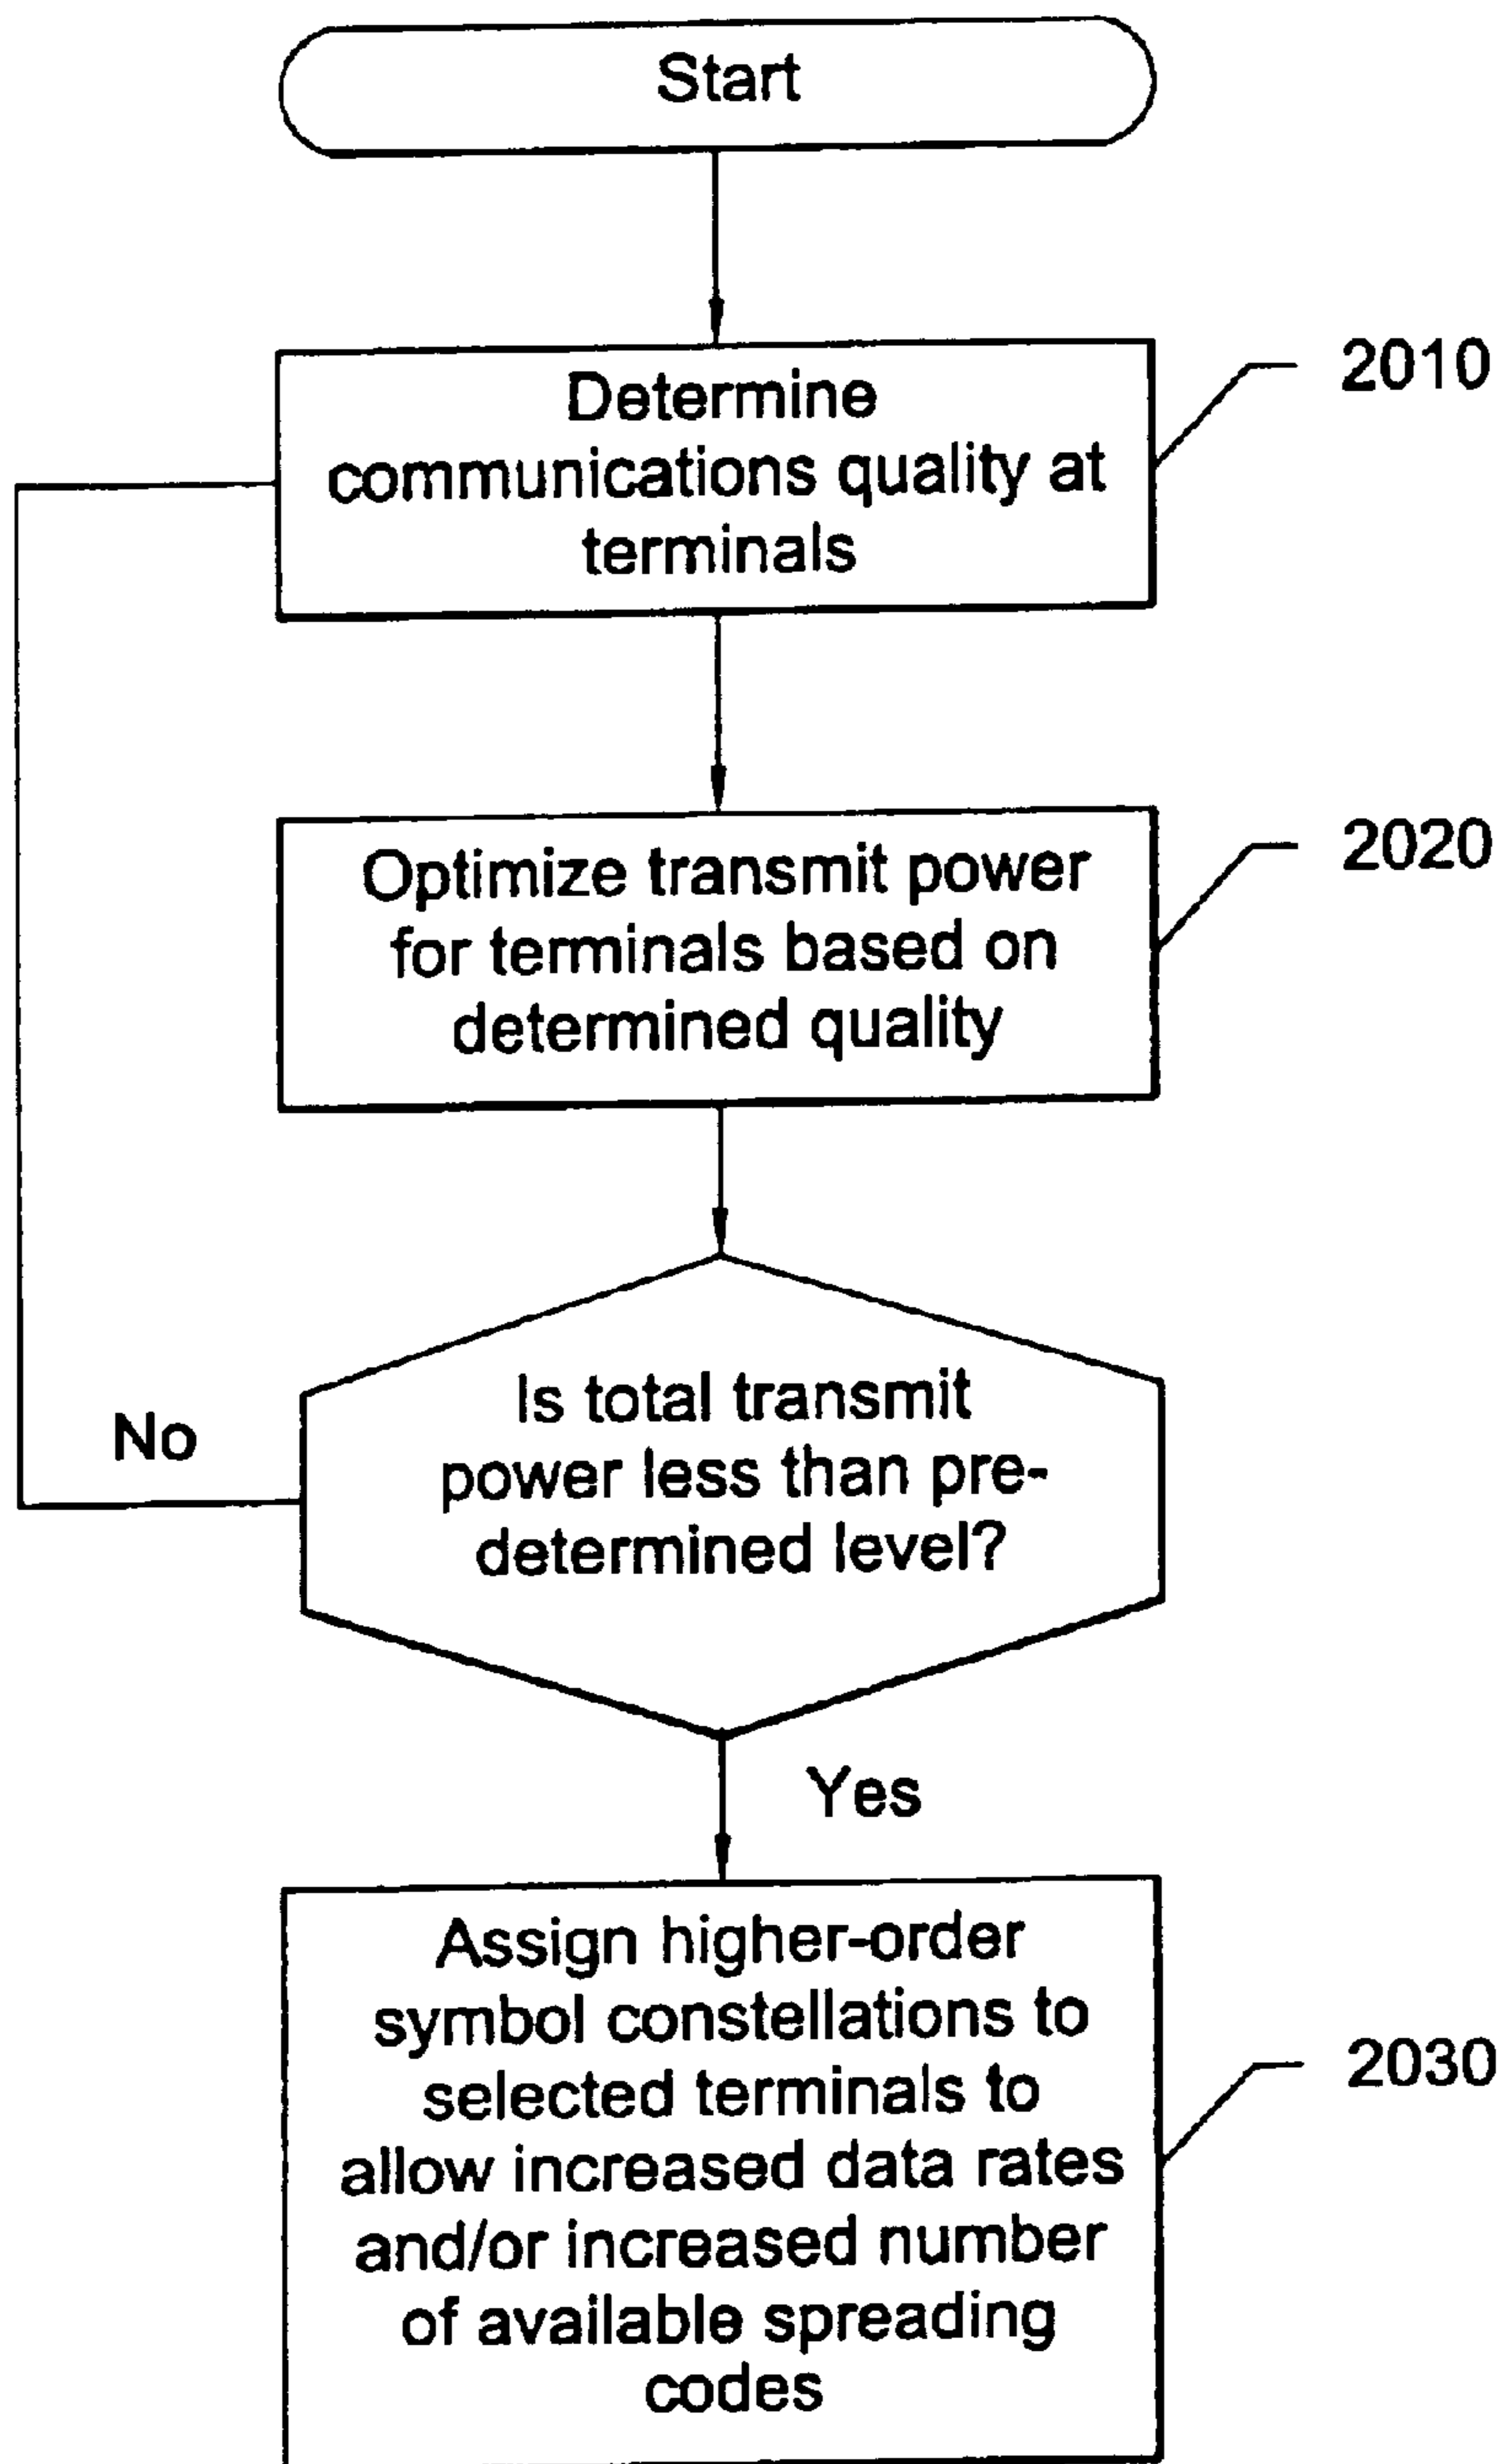 Start
2010
Determine
communications quality at
terminals
2020
Optimize transmit power
for terminals based on
determined quality
Is total transmit
power less than pre-
determined level?
No
Yes
Assign higher-order
symbol constellations to
selected terminals to
allow increased data rates
and/or increased number
of available spreading
codes
2030